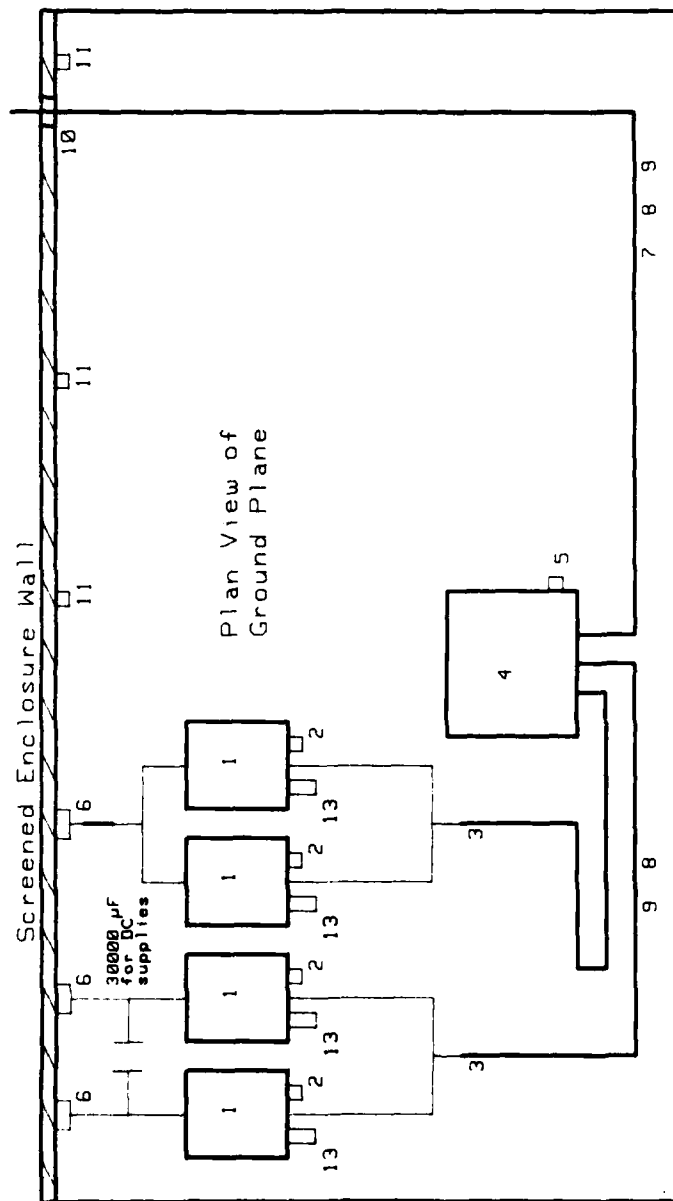 Screened Enclosure Wall
6 6 6 11 11 10 11
30000 µF
for DC
supplies
Plan View of
Ground Plane
1 1 1 1
2 2 2 2
13 13 13 13
3 3
4
5
9 8
7 8 9